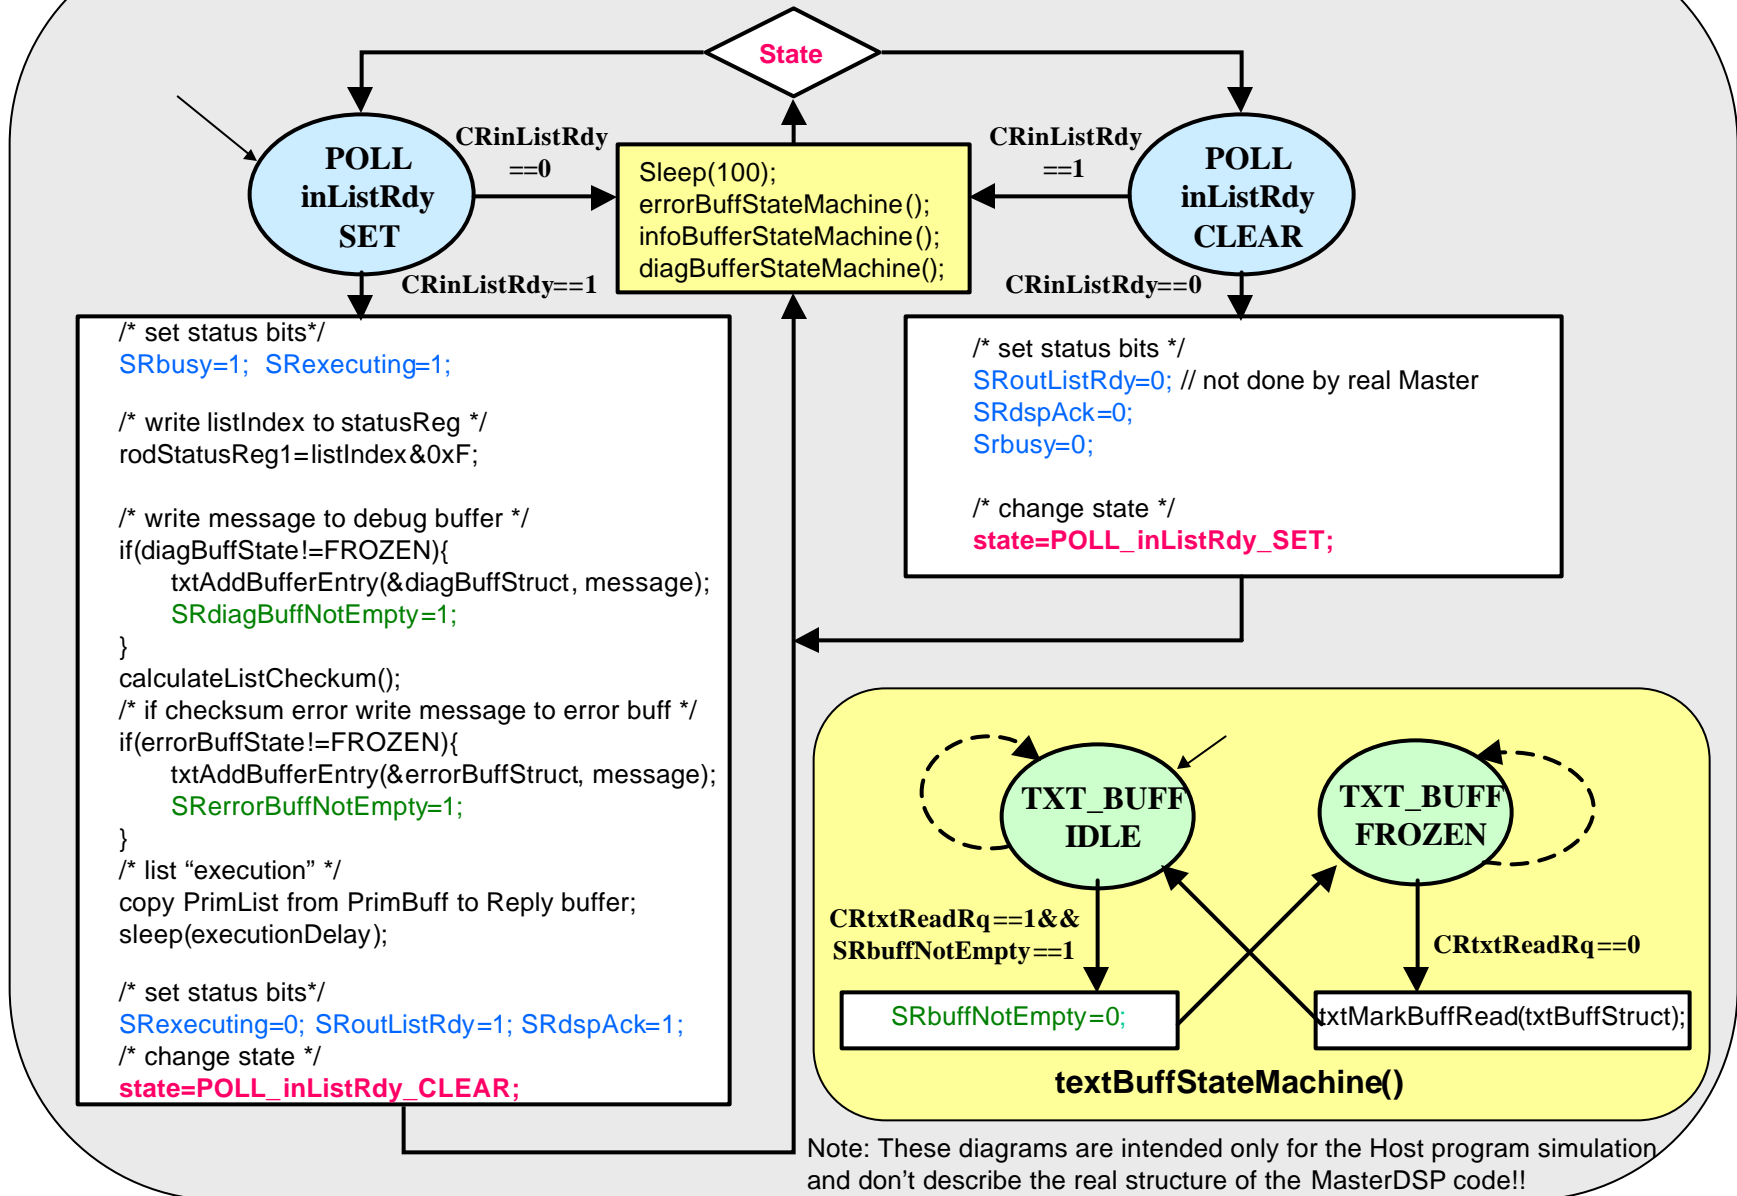 State
POLL
inListRdy
SET
CRinListRdy
==0
Sleep(100);
errorBuffStateMachine();
infoBufferStateMachine();
diagBufferStateMachine();
CRinListRdy
==1
POLL
inListRdy
CLEAR
CRinListRdy==1
CRinListRdy==0
/* set status bits*/
SRbusy=1; SRexecuting=1;
/* write listIndex to statusReg */
rodStatusReg1=listIndex&0xF;
/* write message to debug buffer */
if(diagBuffState!=FROZEN){
txtAddBufferEntry(&diagBuffStruct, message);
SRdiagBuffNotEmpty=1;
}
calculateListCheckum();
/* if checksum error write message to error buff */
if(errorBuffState!=FROZEN){
txtAddBufferEntry(&errorBuffStruct, message);
SRerrorBuffNotEmpty=1;
}
/* list “execution” */
copy PrimList from PrimBuff to Reply buffer;
sleep(executionDelay);
/* set status bits*/
SRexecuting=0; SRoutListRdy=1; SRdspAck=1;
/* change state */
state=POLL_inListRdy_CLEAR;
/* set status bits */
SRoutListRdy=0; // not done by real Master
SRdspAck=0;
Srbusy=0;
/* change state */
state=POLL_inListRdy_SET;
TXT_BUFF
IDLE
TXT_BUFF
FROZEN
CRtxtReadRq==1&&
SRbuffNotEmpty==1
CRtxtReadRq==0
SRbuffNotEmpty=0;
txtMarkBuffRead(txtBuffStruct);
textBuffStateMachine()
Note: These diagrams are intended only for the Host program simulation
and don’t describe the real structure of the MasterDSP code!!